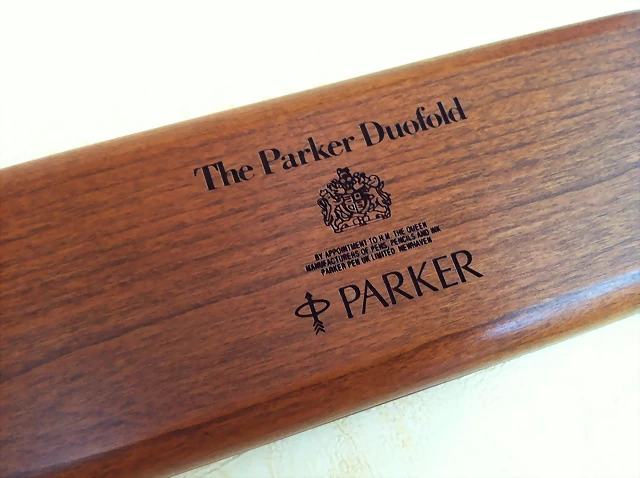 The Parker Duofold
BY APPOINTMENT TO H.M. THE QUEEN
MANUFACTURERS OF PENS, PENCILS AND INK
PARKER PEN UK LIMITED NEWHAVEN
PARKER